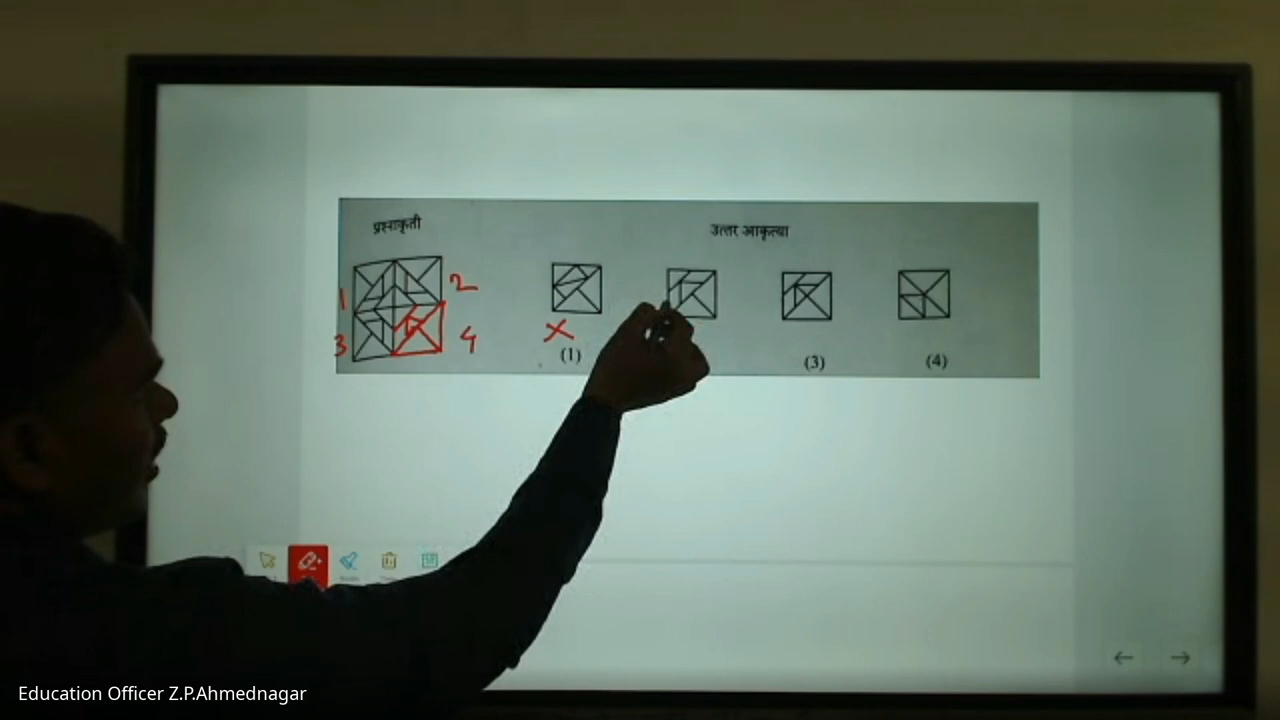 प्रश्नाकृती
उत्तर आकृत्या
1
2
3
4
×
(1)
(3)
(4)
Education Officer Z.P.Ahmednagar